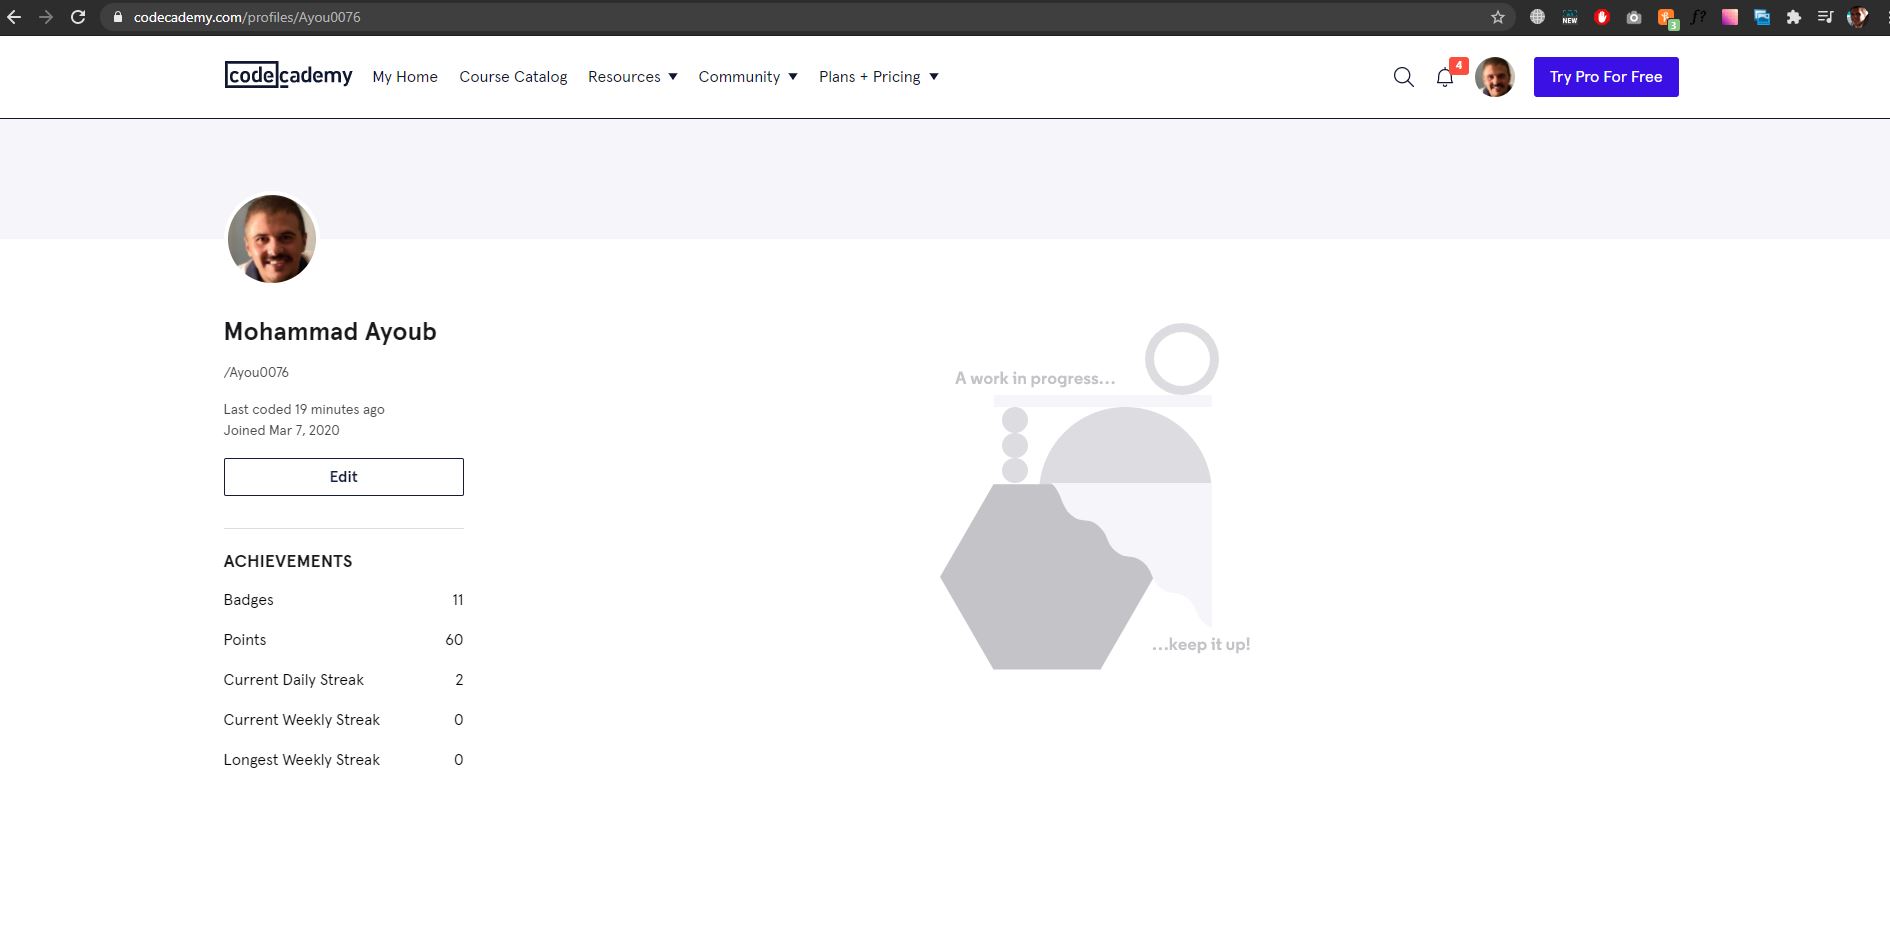 codecademy.com/profiles/Ayou0076
NEW
3
f?
codecademy
My Home
Course Catalog
Resources
Community
Plans + Pricing
4
Try Pro For Free
Mohammad Ayoub
/Ayou0076
Last coded 19 minutes ago
Joined Mar 7, 2020
Edit
ACHIEVEMENTS
Badges 11
Points 60
Current Daily Streak 2
Current Weekly Streak 0
Longest Weekly Streak 0
A work in progress...
...keep it up!